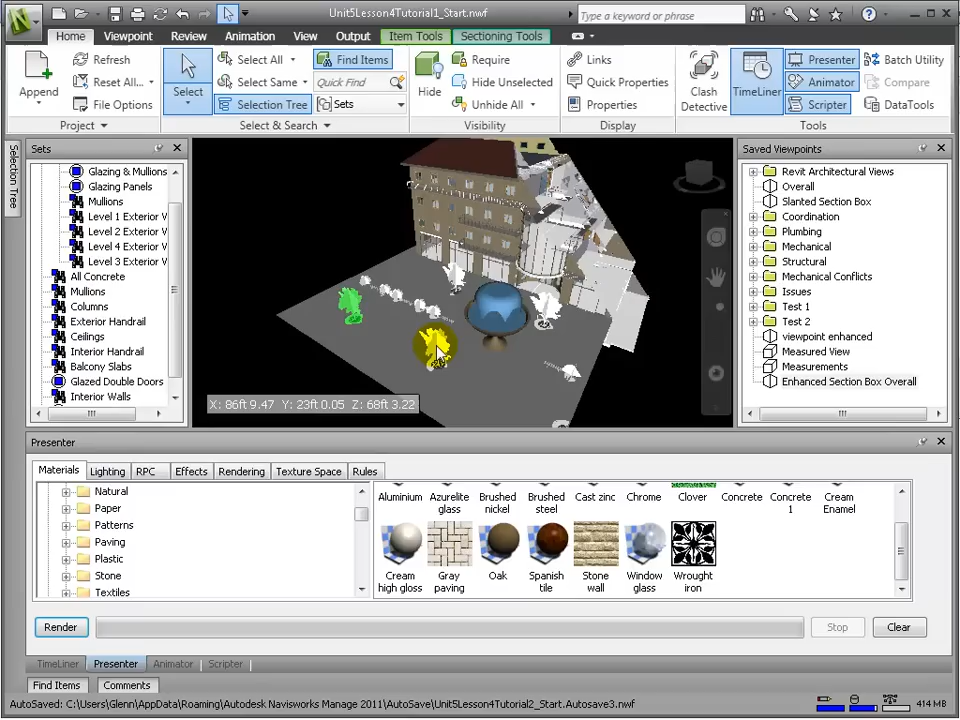 Unit5Lesson4Tutorial1_Start.nwf
Type a keyword or phrase
Home Viewpoint Review Animation View Output Item Tools Sectioning Tools
Append
Refresh
Reset All...
File Options
Project
Select
Select All
Select Same
Selection Tree
Find Items
Quick Find
Sets
Select & Search
Hide
Require
Hide Unselected
Unhide All
Visibility
Links
Quick Properties
Properties
Display
Clash Detective
TimeLiner
Presenter
Animator
Scripter
Batch Utility
Compare
DataTools
Tools
Selection Tree
Sets
Glazing & Mullions
Glazing Panels
Mullions
Level 1 Exterior V
Level 2 Exterior V
Level 4 Exterior V
Level 3 Exterior V
All Concrete
Mullions
Columns
Exterior Handrail
Ceilings
Interior Handrail
Balcony Slabs
Glazed Double Doors
Interior Walls
X: 86ft 9.47 Y: 23ft 0.05 Z: 68ft 3.22
Saved Viewpoints
Revit Architectural Views
Overall
Slanted Section Box
Coordination
Plumbing
Mechanical
Structural
Mechanical Conflicts
Issues
Test 1
Test 2
viewpoint enhanced
Measured View
Measurements
Enhanced Section Box Overall
Presenter
Materials Lighting RPC Effects Rendering Texture Space Rules
Natural
Paper
Patterns
Paving
Plastic
Stone
Textiles
Aluminium Azurelite glass Brushed nickel Brushed steel Cast zinc Chrome Clover Concrete Concrete 1 Cream Enamel
Cream high gloss Gray paving Oak Spanish tile Stone wall Window glass Wrought iron
Render Stop Clear
TimeLiner Presenter Animator Scripter
Find Items Comments
AutoSaved: C:\Users\Glenn\AppData\Roaming\Autodesk Navisworks Manage 2011\AutoSave\Unit5Lesson4Tutorial2_Start.Autosave3.nwf 414 MB